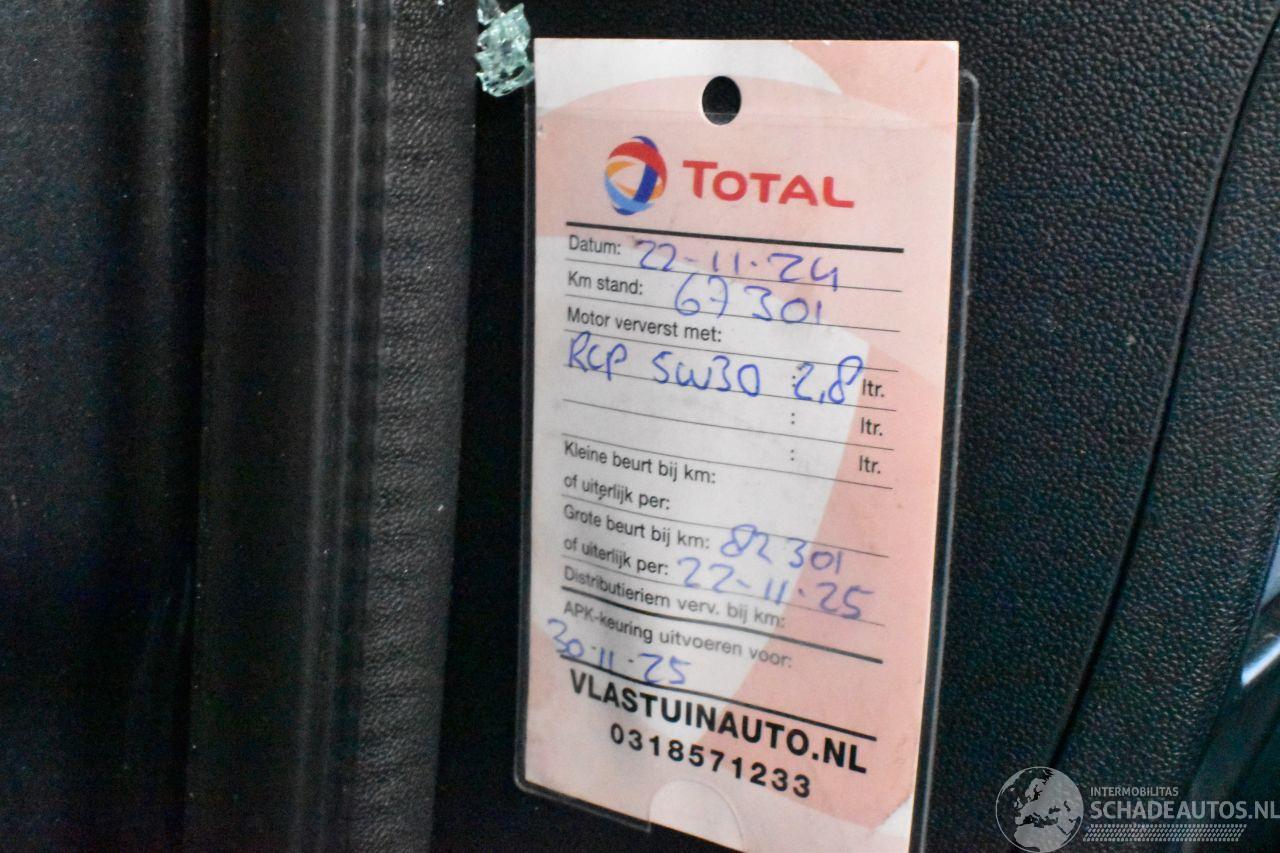 TOTAL
Datum: 22-11-24
Km stand: 67301
Motor ververst met:
RCP 5W30 : 2,8 ltr.
: ltr.
: ltr.
Kleine beurt bij km:
of uiterlijk per:
Grote beurt bij km: 82301
of uiterlijk per: 22-11-25
Distributieriem verv. bij km:
APK-keuring uitvoeren voor:
30-11-25
VLASTUINAUTO.NL
0318571233
INTERMOBILITAS
SCHADEAUTOS.NL